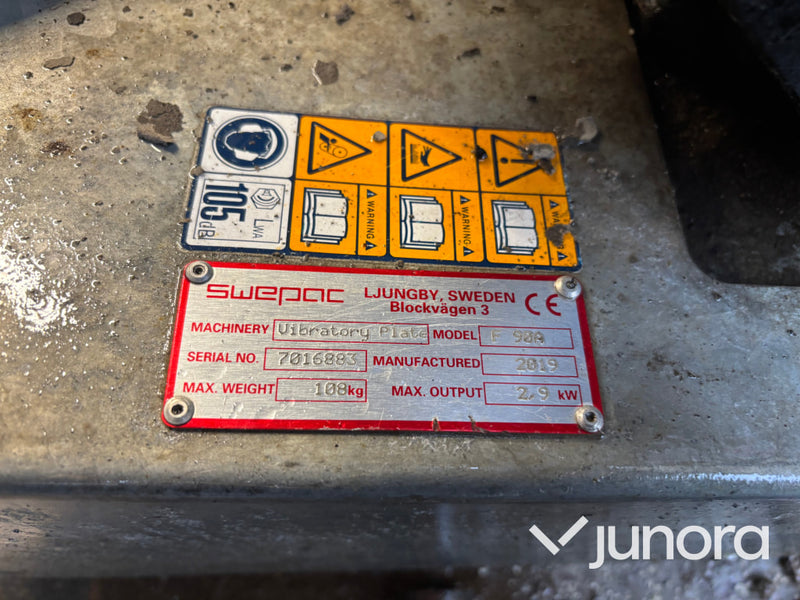 105 dB LWA
WARNING WARNING WARNING
swepac LJUNGBY, SWEDEN CE
Blockvägen 3
MACHINERY Vibratory Plate MODEL F 90A
SERIAL NO. 7016883 MANUFACTURED 2019
MAX. WEIGHT 108kg MAX. OUTPUT 2,9 kW
junora